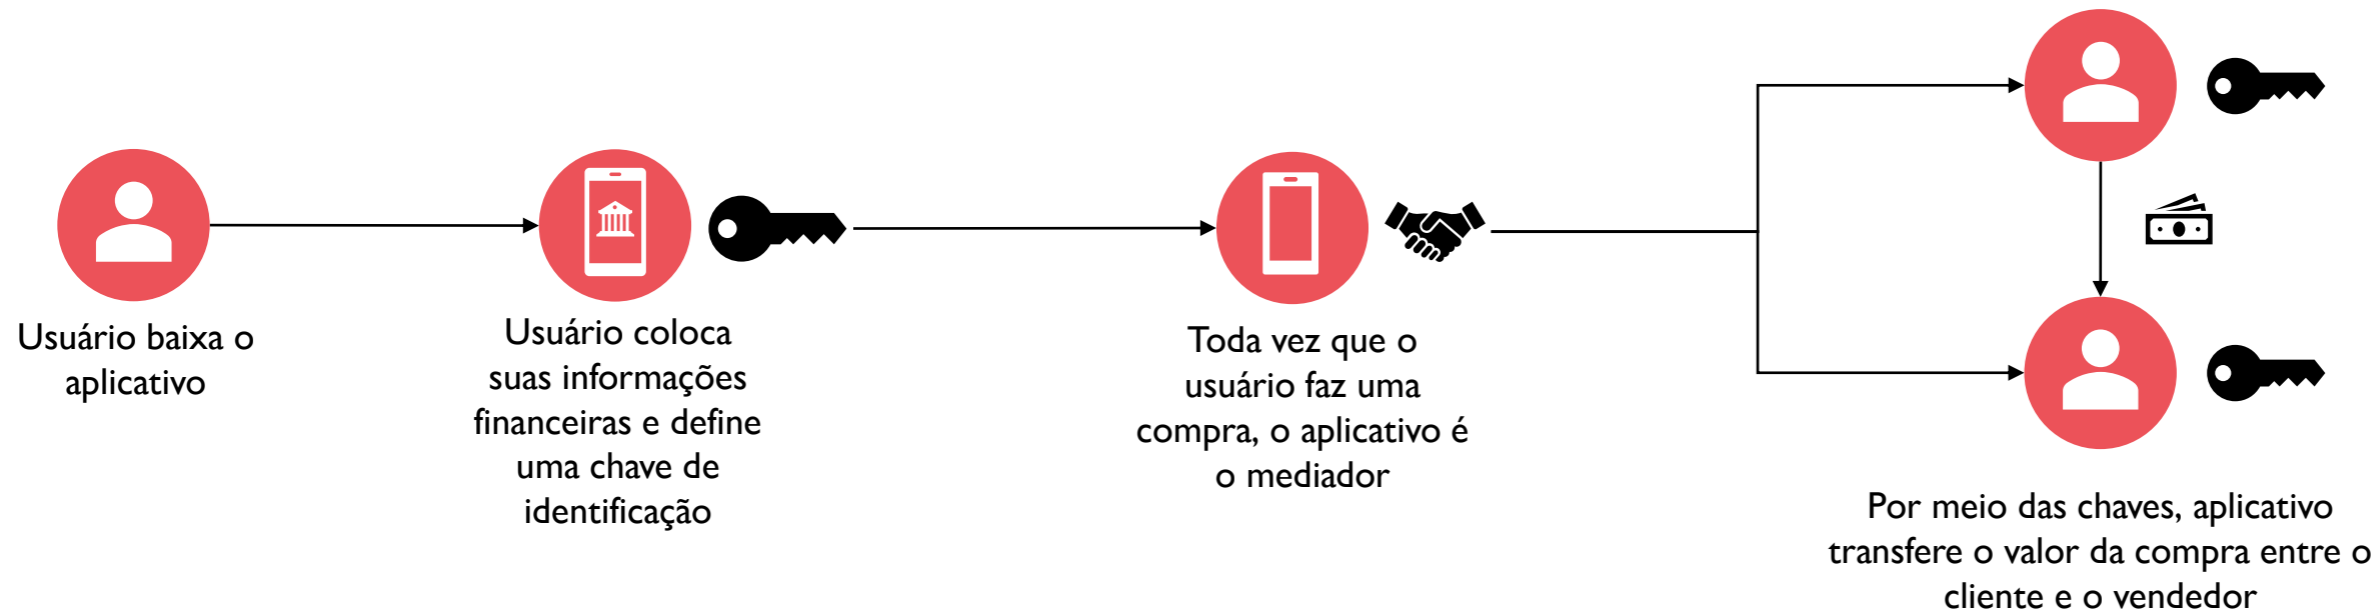 Usuário baixa o
aplicativo
Usuário coloca
suas informações
financeiras e define
uma chave de
identificação
Toda vez que o
usuário faz uma
compra, o aplicativo é
o mediador
Por meio das chaves, aplicativo
transfere o valor da compra entre o
cliente e o vendedor